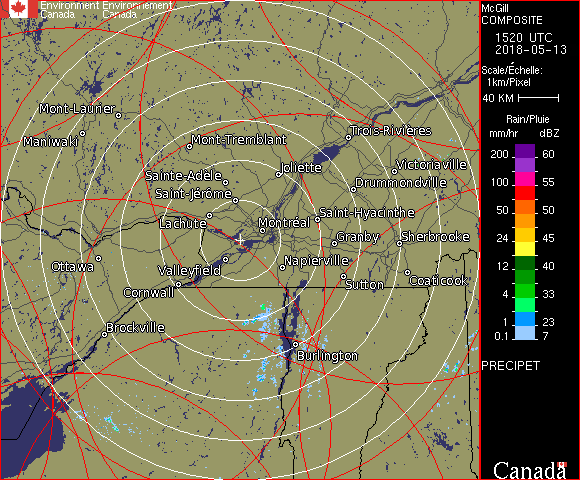 Environment Environnement
Canada Canada
McGill
COMPOSITE
1520 UTC
2018-05-13
Scale/Échelle:
1km/Pixel
40 KM
Rain/Pluie
mm/hr dBZ
200 60
100 55
50 50
24 45
12 40
4 33
1 23
0.1 7
PRECIPET
Canada
Mont-Laurier
Maniwaki
Mont-Tremblant
Trois-Rivières
Joliette
Victoriaville
Sainte-Adèle
Drummondville
Saint-Jérôme
Saint-Hyacinthe
Lachute
Montréal
Granby
Sherbrooke
Ottawa
Valleyfield
Napierville
Coaticook
Cornwall
Sutton
Brockville
Burlington